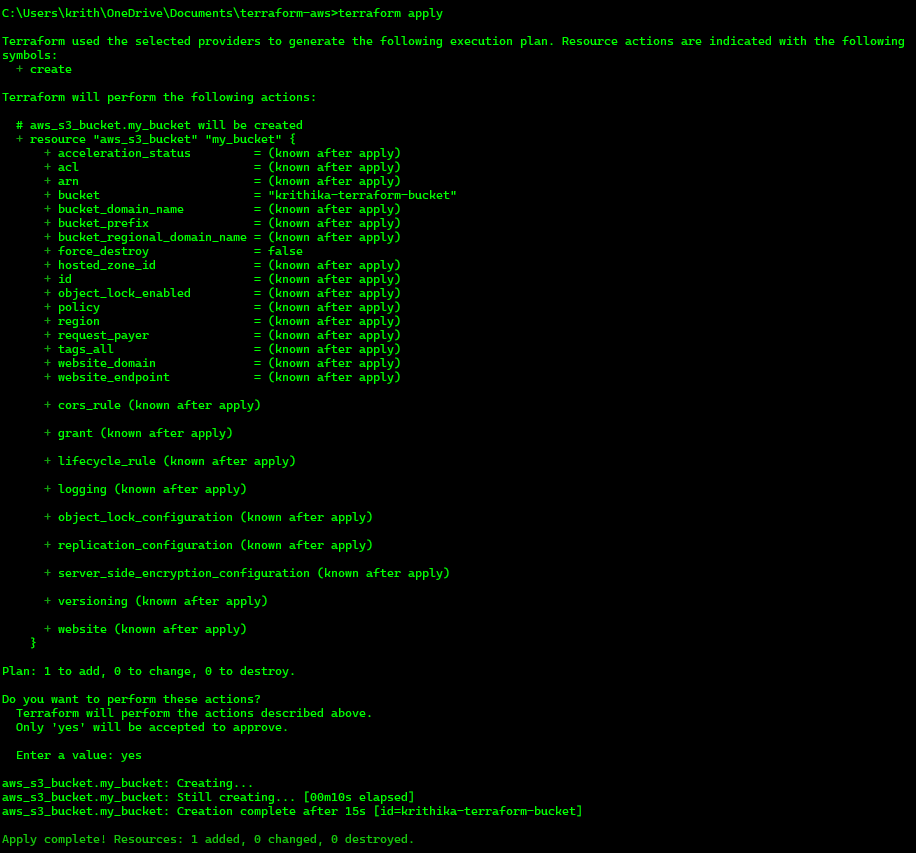 C:\Users\krith\OneDrive\Documents\terraform-aws>terraform apply
Terraform used the selected providers to generate the following execution plan. Resource actions are indicated with the following
symbols:
  + create
Terraform will perform the following actions:
  # aws_s3_bucket.my_bucket will be created
  + resource "aws_s3_bucket" "my_bucket" {
      + acceleration_status         = (known after apply)
      + acl                         = (known after apply)
      + arn                         = (known after apply)
      + bucket                      = "krithika-terraform-bucket"
      + bucket_domain_name          = (known after apply)
      + bucket_prefix               = (known after apply)
      + bucket_regional_domain_name = (known after apply)
      + force_destroy               = false
      + hosted_zone_id              = (known after apply)
      + id                          = (known after apply)
      + object_lock_enabled         = (known after apply)
      + policy                      = (known after apply)
      + region                      = (known after apply)
      + request_payer               = (known after apply)
      + tags_all                    = (known after apply)
      + website_domain              = (known after apply)
      + website_endpoint            = (known after apply)
      + cors_rule (known after apply)
      + grant (known after apply)
      + lifecycle_rule (known after apply)
      + logging (known after apply)
      + object_lock_configuration (known after apply)
      + replication_configuration (known after apply)
      + server_side_encryption_configuration (known after apply)
      + versioning (known after apply)
      + website (known after apply)
    }
Plan: 1 to add, 0 to change, 0 to destroy.
Do you want to perform these actions?
  Terraform will perform the actions described above.
  Only 'yes' will be accepted to approve.
  Enter a value: yes
aws_s3_bucket.my_bucket: Creating...
aws_s3_bucket.my_bucket: Still creating... [00m10s elapsed]
aws_s3_bucket.my_bucket: Creation complete after 15s [id=krithika-terraform-bucket]
Apply complete! Resources: 1 added, 0 changed, 0 destroyed.